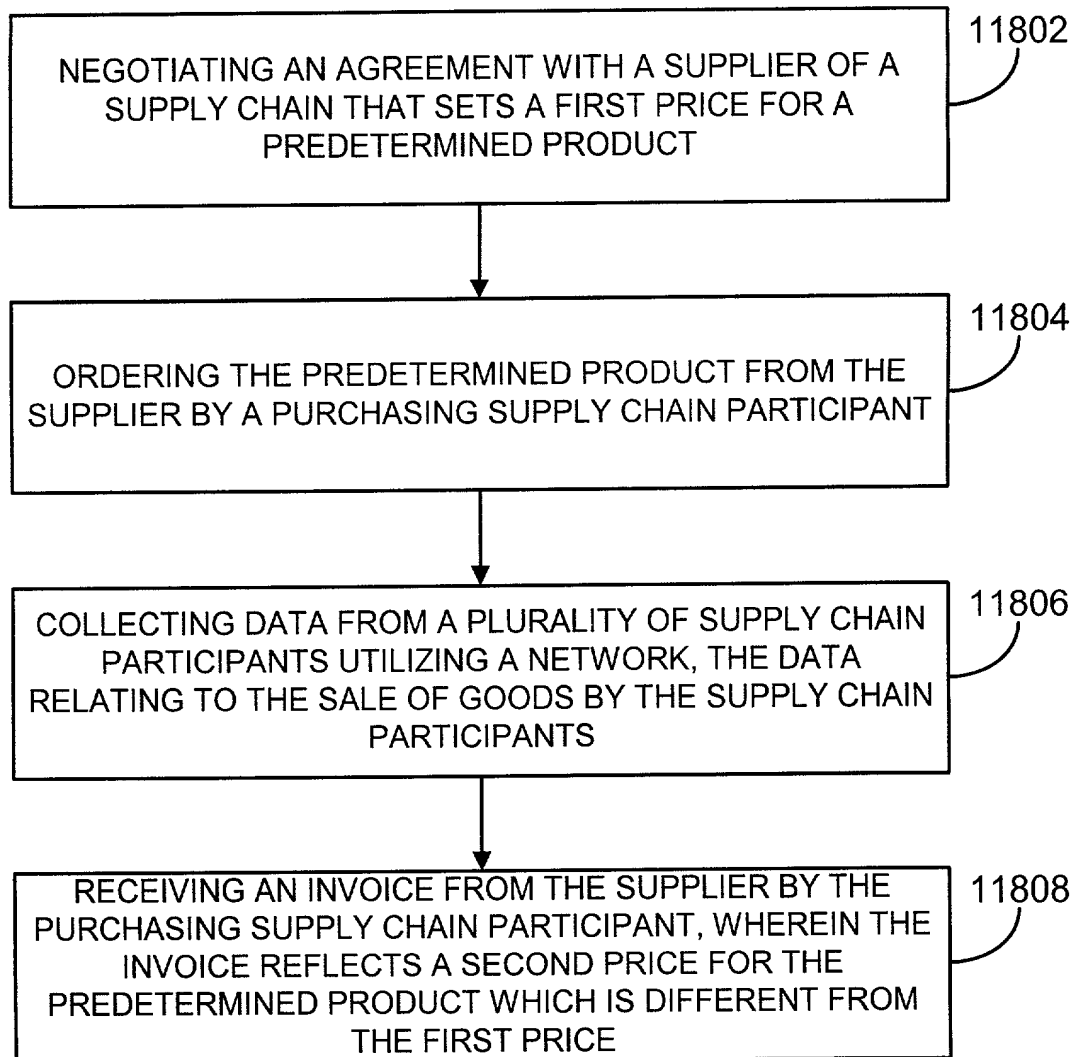 11802
NEGOTIATING AN AGREEMENT WITH A SUPPLIER OF A
SUPPLY CHAIN THAT SETS A FIRST PRICE FOR A
PREDETERMINED PRODUCT
11804
ORDERING THE PREDETERMINED PRODUCT FROM THE
SUPPLIER BY A PURCHASING SUPPLY CHAIN PARTICIPANT
11806
COLLECTING DATA FROM A PLURALITY OF SUPPLY CHAIN
PARTICIPANTS UTILIZING A NETWORK, THE DATA
RELATING TO THE SALE OF GOODS BY THE SUPPLY CHAIN
PARTICIPANTS
11808
RECEIVING AN INVOICE FROM THE SUPPLIER BY THE
PURCHASING SUPPLY CHAIN PARTICIPANT, WHEREIN THE
INVOICE REFLECTS A SECOND PRICE FOR THE
PREDETERMINED PRODUCT WHICH IS DIFFERENT FROM
THE FIRST PRICE